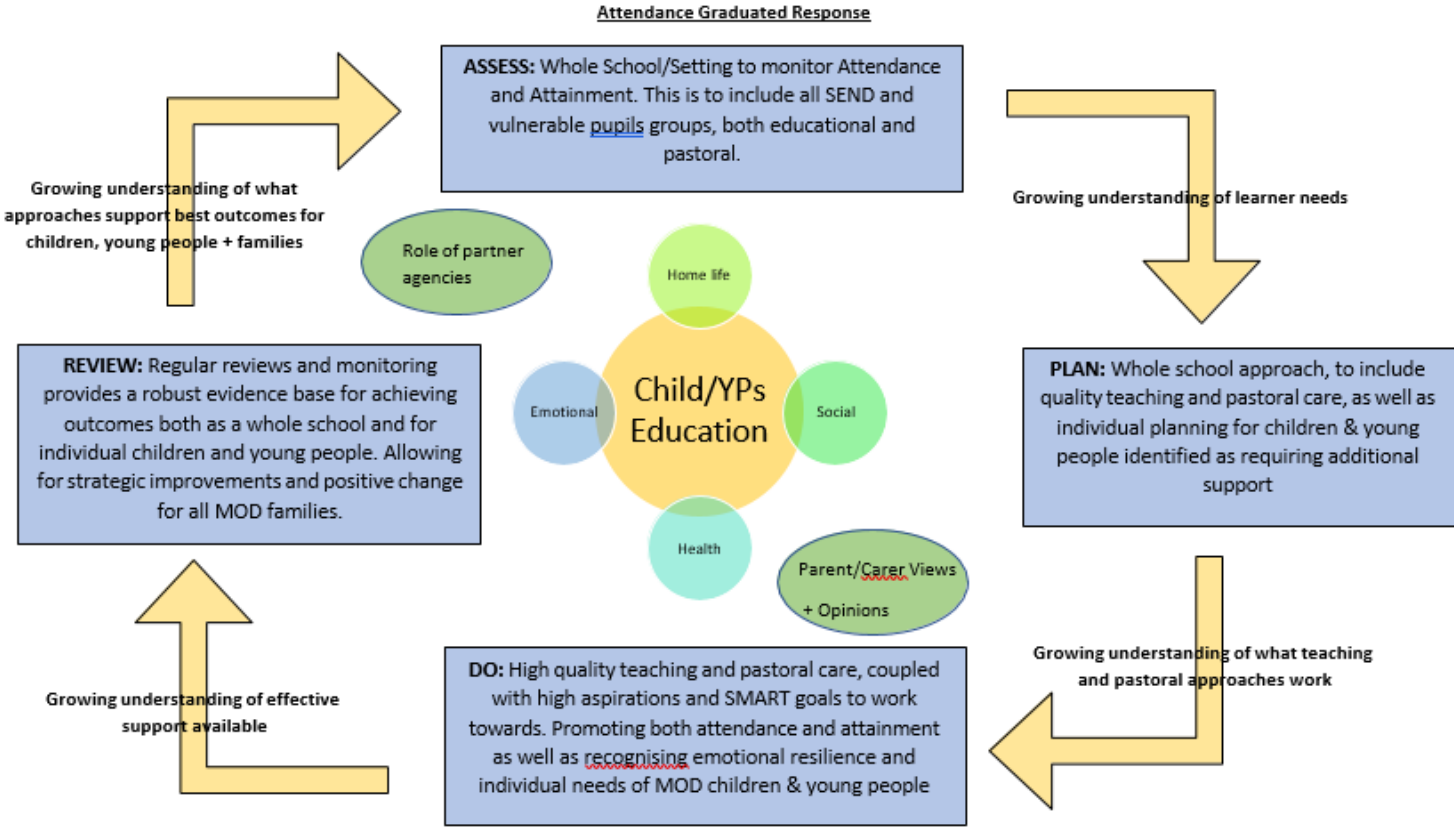 Attendance Graduated Response
ASSESS: Whole School/Setting to monitor Attendance
and Attainment. This is to include all SEND and
vulnerable pupils groups, both educational and
pastoral.
Growing understanding of what
approaches support best outcomes for
children, young people + families
Growing understanding of learner needs
Role of partner
agencies
Home life
Emotional
Child/YPs
Education
Social
Health
REVIEW: Regular reviews and monitoring
provides a robust evidence base for achieving
outcomes both as a whole school and for
individual children and young people. Allowing
for strategic improvements and positive change
for all MOD families.
PLAN: Whole school approach, to include
quality teaching and pastoral care, as well as
individual planning for children & young
people identified as requiring additional
support
Parent/Carer Views
+ Opinions
Growing understanding of effective
support available
DO: High quality teaching and pastoral care, coupled
with high aspirations and SMART goals to work
towards. Promoting both attendance and attainment
as well as recognising emotional resilience and
individual needs of MOD children & young people
Growing understanding of what teaching
and pastoral approaches work